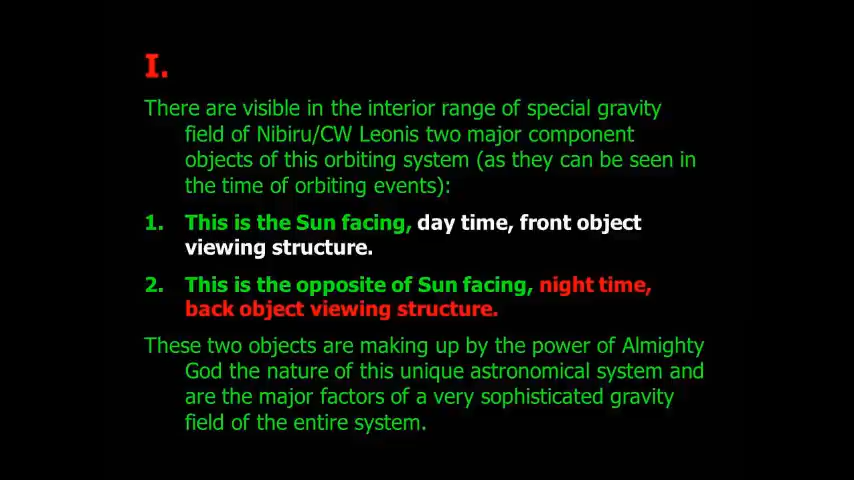 I.
There are visible in the interior range of special gravity
field of Nibiru/CW Leonis two major component
objects of this orbiting system (as they can be seen in
the time of orbiting events):
1. This is the Sun facing, day time, front object
viewing structure.
2. This is the opposite of Sun facing, night time,
back object viewing structure.
These two objects are making up by the power of Almighty
God the nature of this unique astronomical system and
are the major factors of a very sophisticated gravity
field of the entire system.